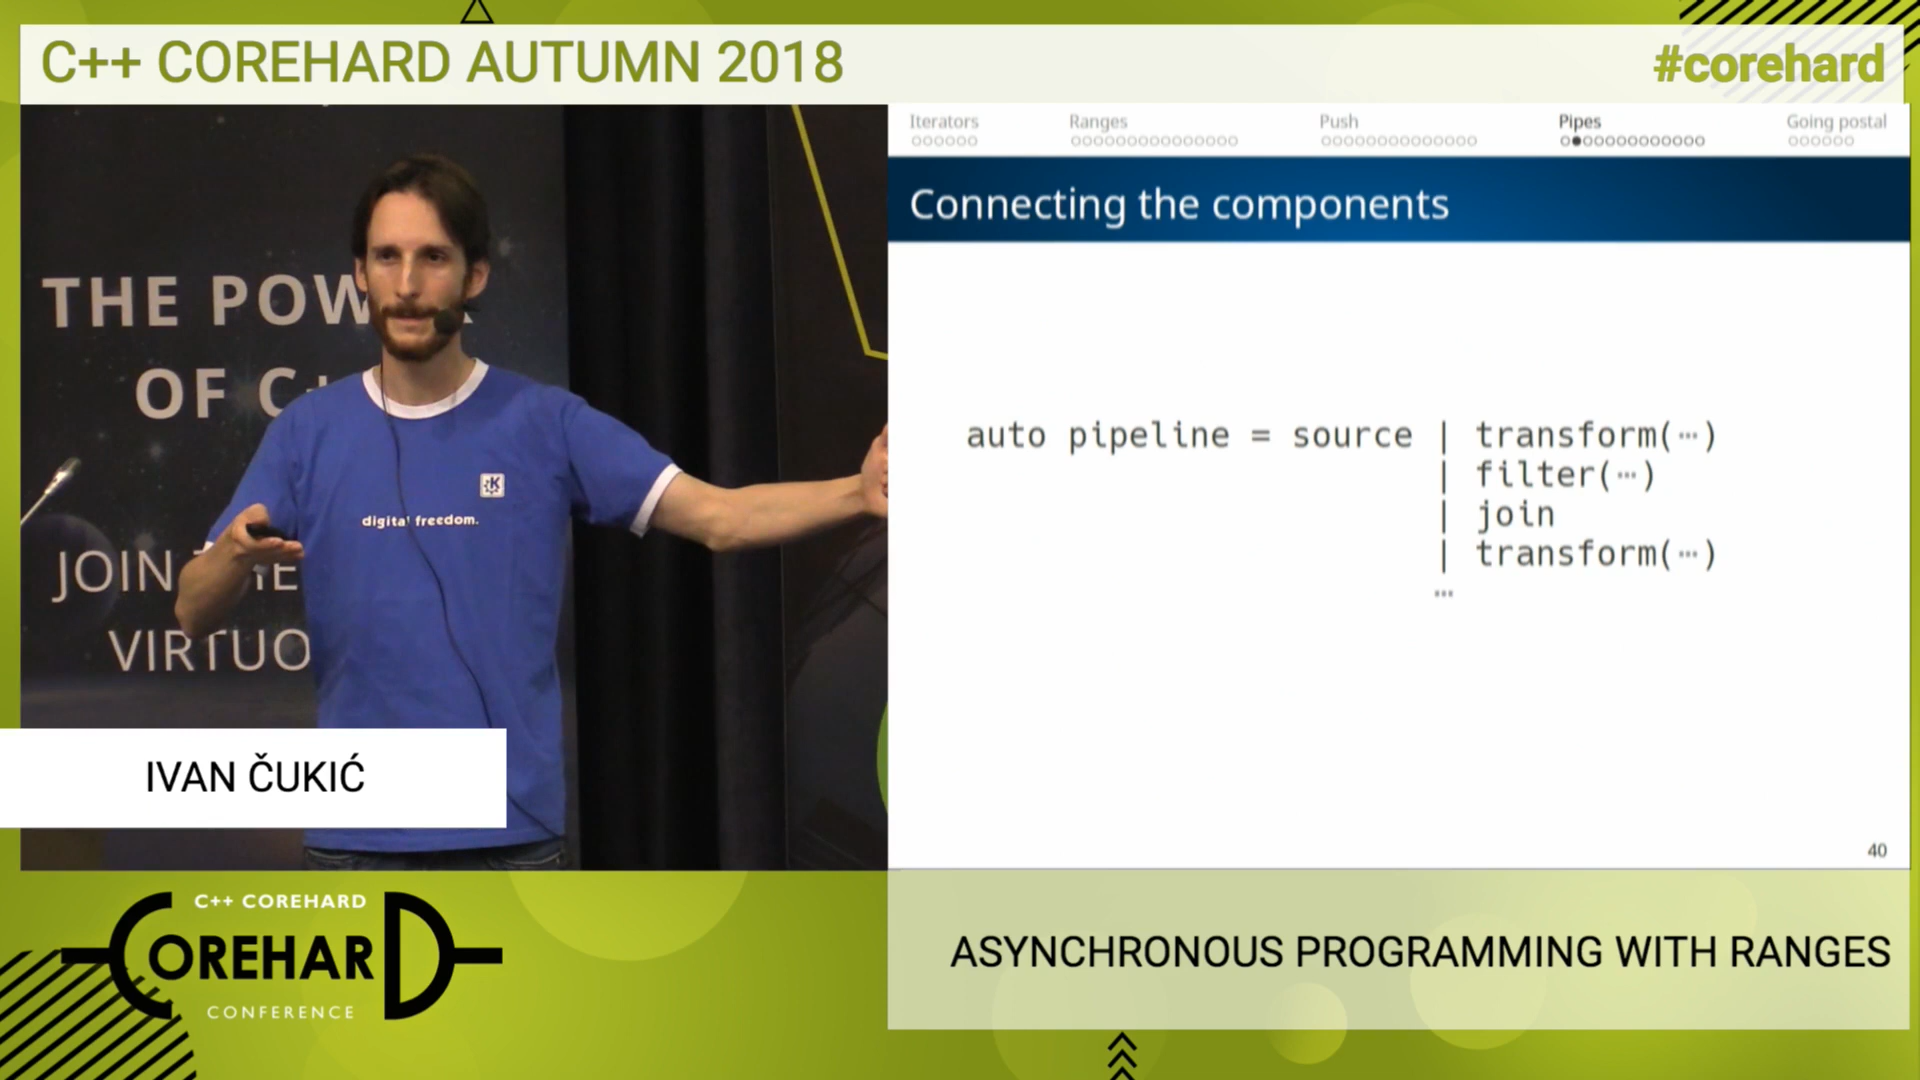 C++ COREHARD AUTUMN 2018
#corehard
THE POW
OF C+
JOIN
VIRTUO
digital freedom.
K
IVAN ČUKIĆ
Iterators
Ranges
Push
Pipes
Going postal
Connecting the components
auto pipeline = source | transform(⋯)
| filter(⋯)
| join
| transform(⋯)
⋯
40
C++ COREHARD
COREHARD
CONFERENCE
ASYNCHRONOUS PROGRAMMING WITH RANGES